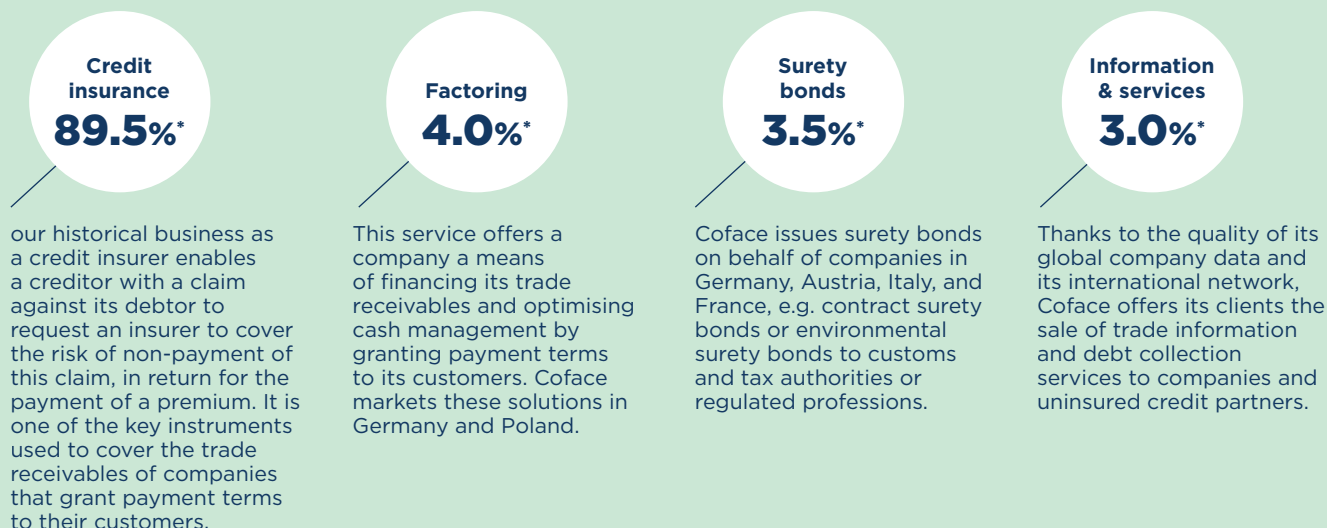 Credit
insurance
89.5%*
our historical business as
a credit insurer enables
a creditor with a claim
against its debtor to
request an insurer to cover
the risk of non-payment of
this claim, in return for the
payment of a premium. It is
one of the key instruments
used to cover the trade
receivables of companies
that grant payment terms
to their customers.
Factoring
4.0%*
This service offers a
company a means
of financing its trade
receivables and optimising
cash management by
granting payment terms
to its customers. Coface
markets these solutions in
Germany and Poland.
Surety
bonds
3.5%*
Coface issues surety bonds
on behalf of companies in
Germany, Austria, Italy, and
France, e.g. contract surety
bonds or environmental
surety bonds to customs
and tax authorities or
regulated professions.
Information
& services
3.0%*
Thanks to the quality of its
global company data and
its international network,
Coface offers its clients the
sale of trade information
and debt collection
services to companies and
uninsured credit partners.